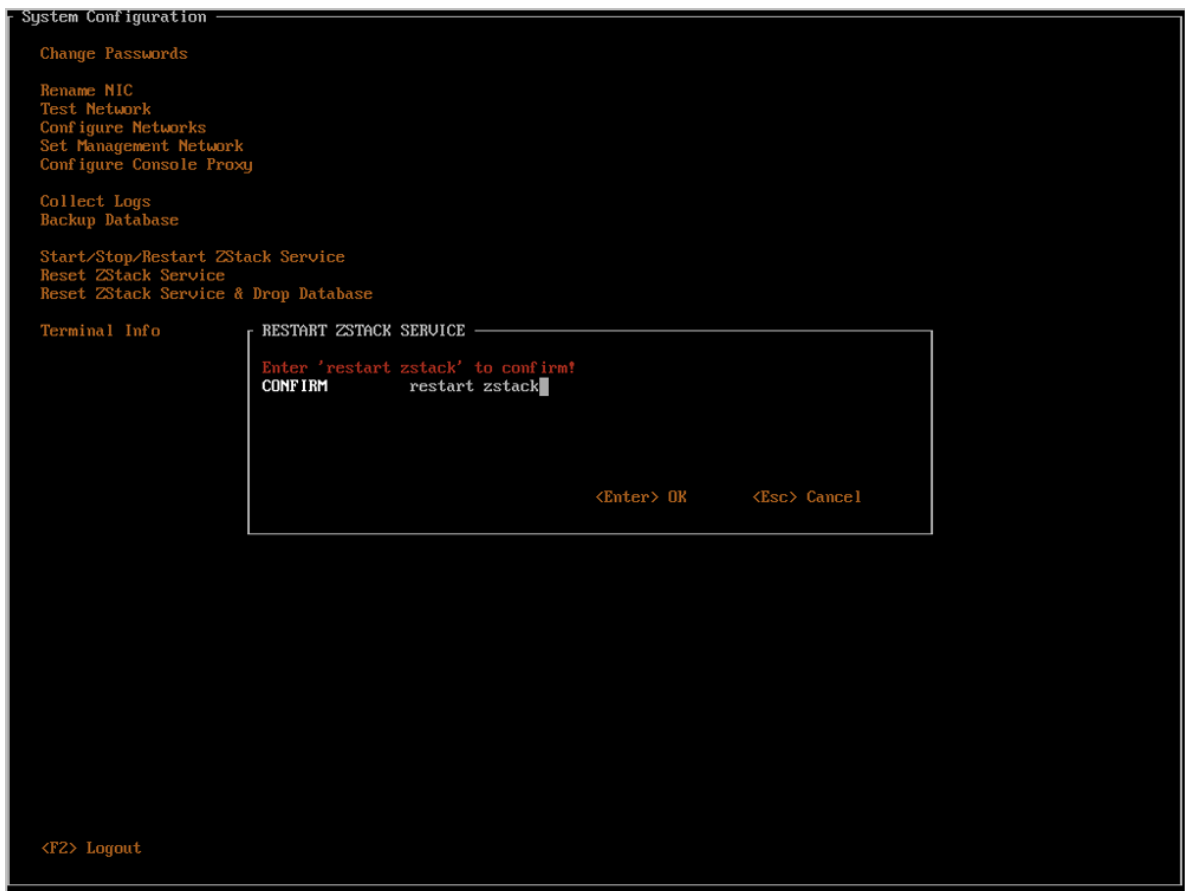 System Configuration
Change Passwords
Rename NIC
Test Network
Configure Networks
Set Management Network
Configure Console Proxy
Collect Logs
Backup Database
Start/Stop/Restart ZStack Service
Reset ZStack Service
Reset ZStack Service & Drop Database
Terminal Info
RESTART ZSTACK SERVICE
Enter 'restart zstack' to confirm!
CONFIRM restart zstack
<Enter> OK <Esc> Cancel
<F2> Logout